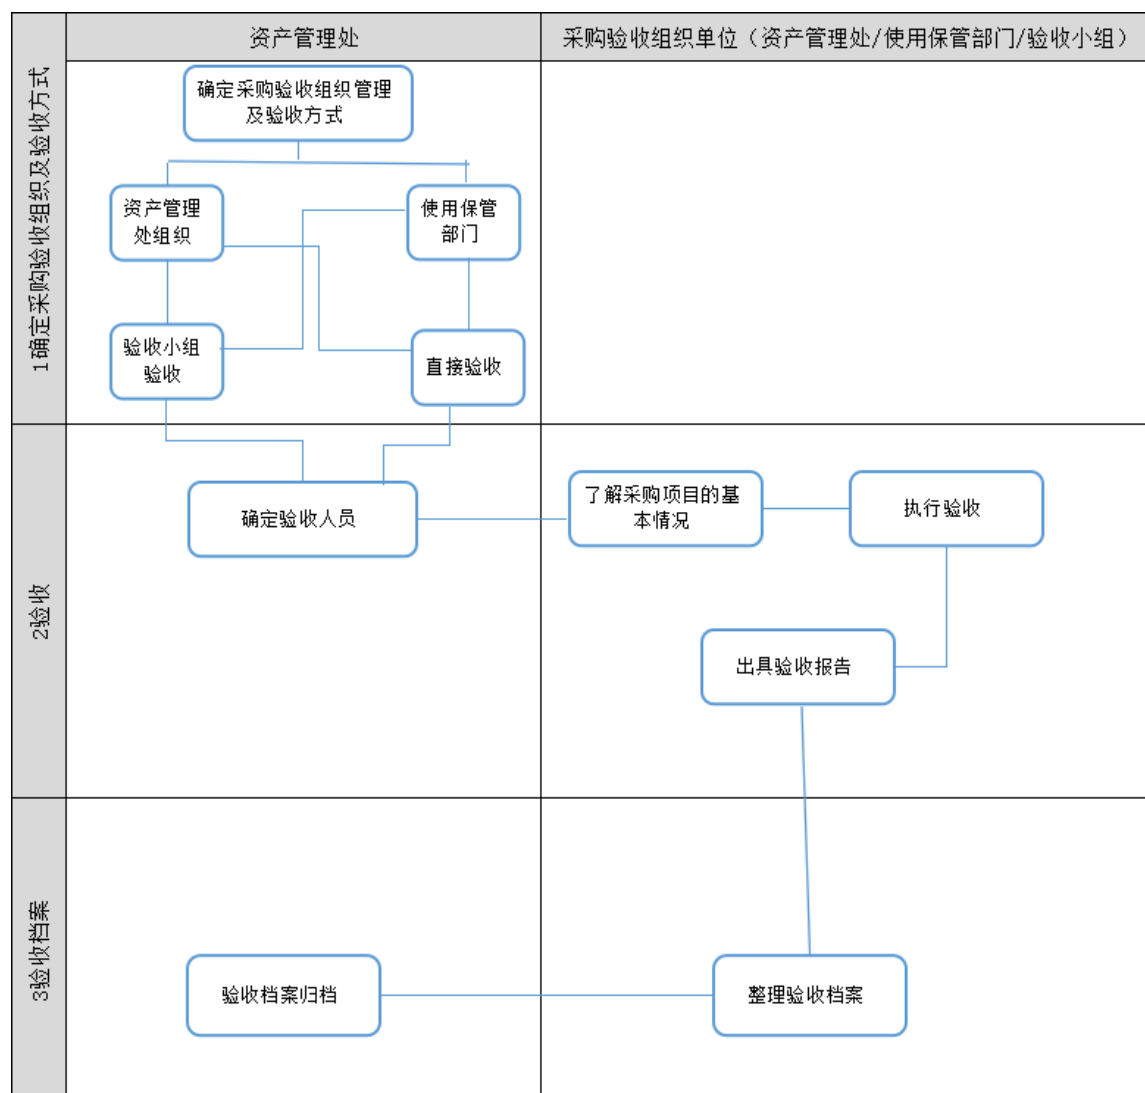 资产管理处
采购验收组织单位（资产管理处/使用保管部门/验收小组）
1确定采购验收组织及验收方式
确定采购验收组织管理
及验收方式
资产管理
处组织
使用保管
部门
验收小组
验收
直接验收
2验收
确定验收人员
了解采购项目的基
本情况
执行验收
出具验收报告
3验收档案
验收档案归档
整理验收档案